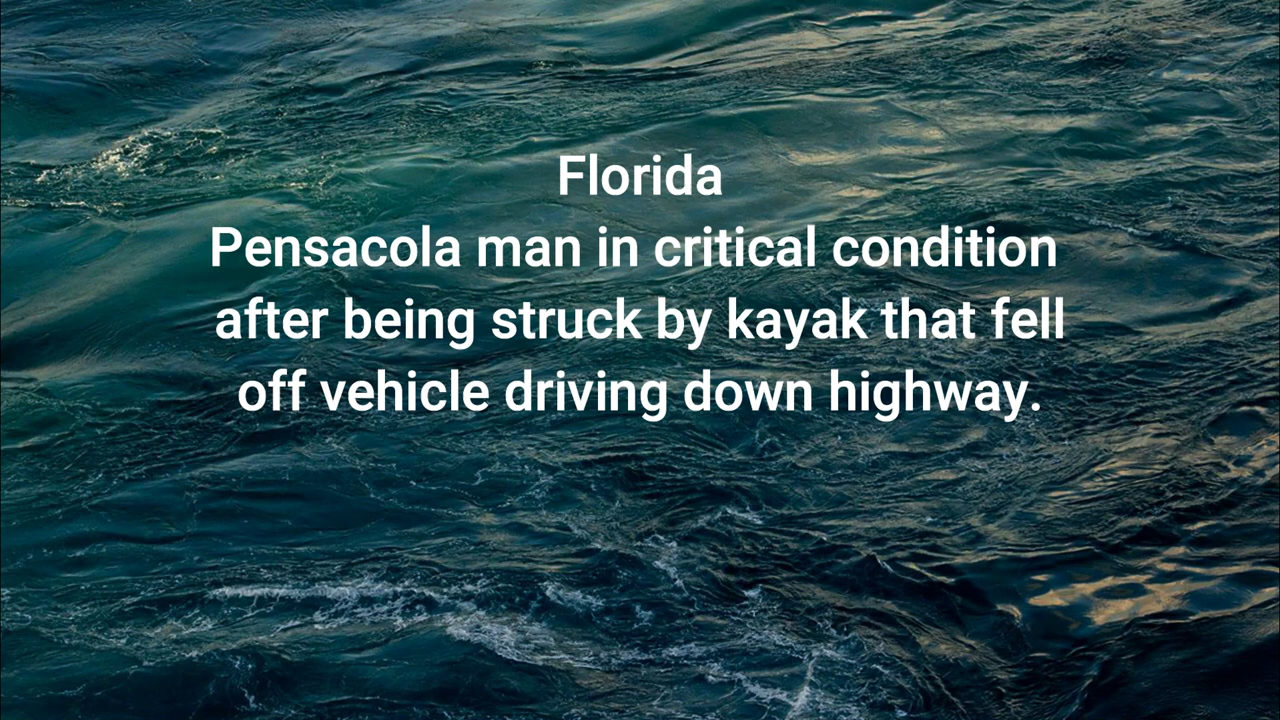 Florida
Pensacola man in critical condition
after being struck by kayak that fell
off vehicle driving down highway.